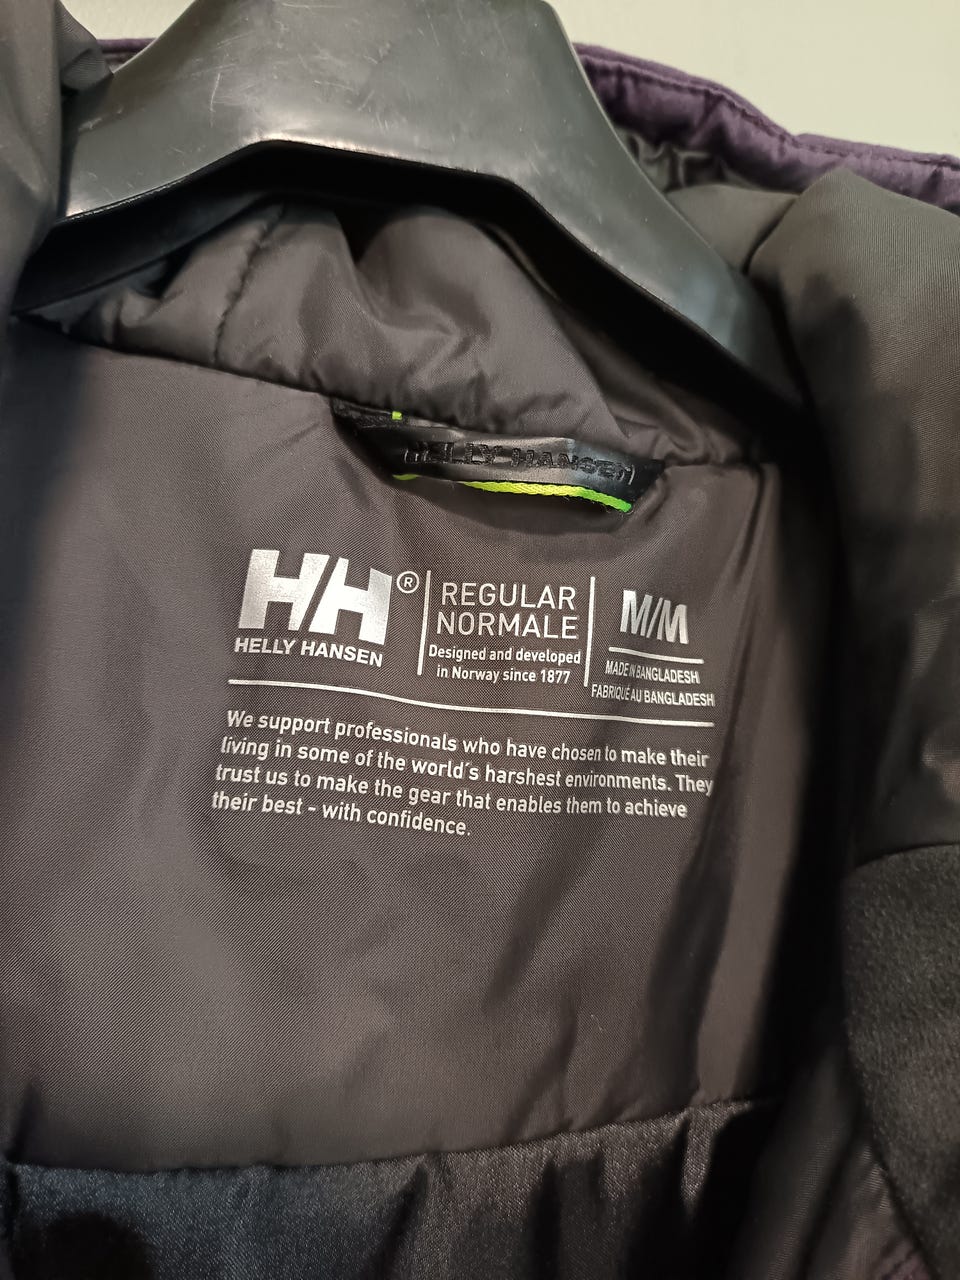 HELLY HANSEN
H/H®
HELLY HANSEN
REGULAR
NORMALE
Designed and developed
in Norway since 1877
M/M
MADE IN BANGLADESH
FABRIQUÉ AU BANGLADESH
We support professionals who have chosen to make their
living in some of the world's harshest environments. They
trust us to make the gear that enables them to achieve
their best - with confidence.